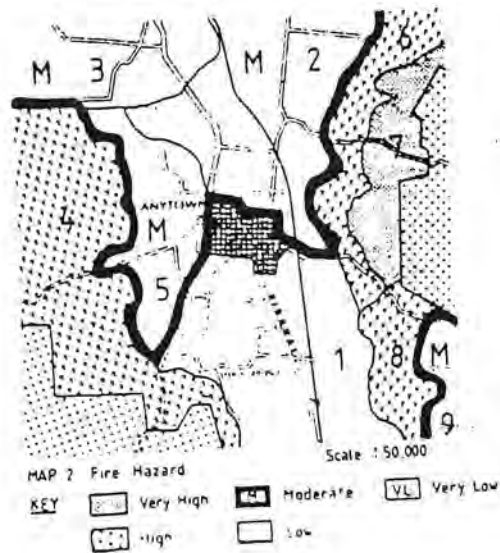 6
M 3 M 2
7
4
ANYTOWN
M
5
1 8 M
9
Scale 1:50,000
MAP 2 Fire Hazard
KEY Very High M Moderate VL Very Low
High Low